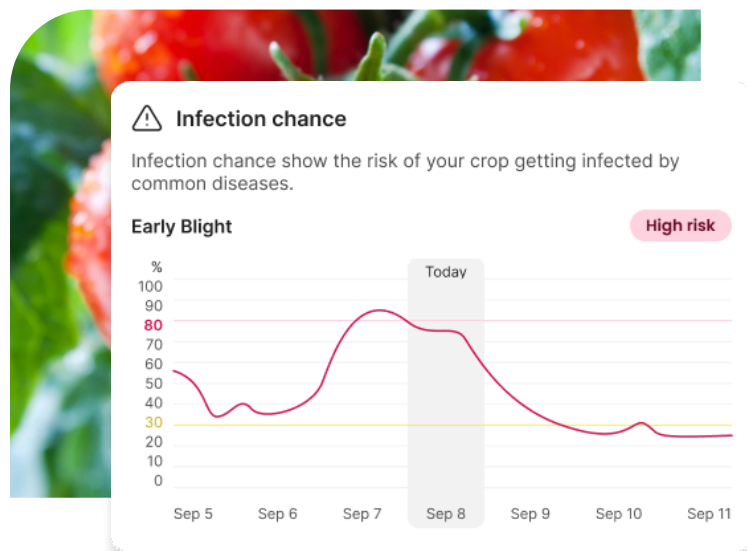 Infection chance
Infection chance show the risk of your crop getting infected by
common diseases.
Early Blight
High risk
%
Today
100
90
80
70
60
50
40
30
20
10
0
Sep 5 Sep 6 Sep 7 Sep 8 Sep 9 Sep 10 Sep 11